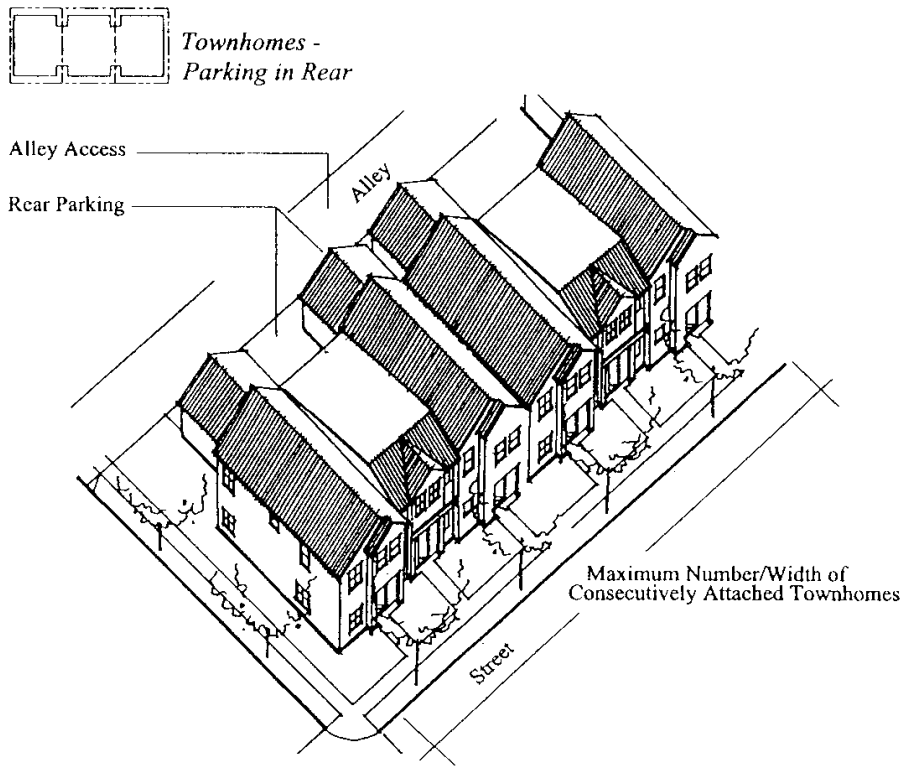 Townhomes -
Parking in Rear
Alley Access
Alley
Rear Parking
Maximum Number/Width of
Consecutively Attached Townhomes
Street